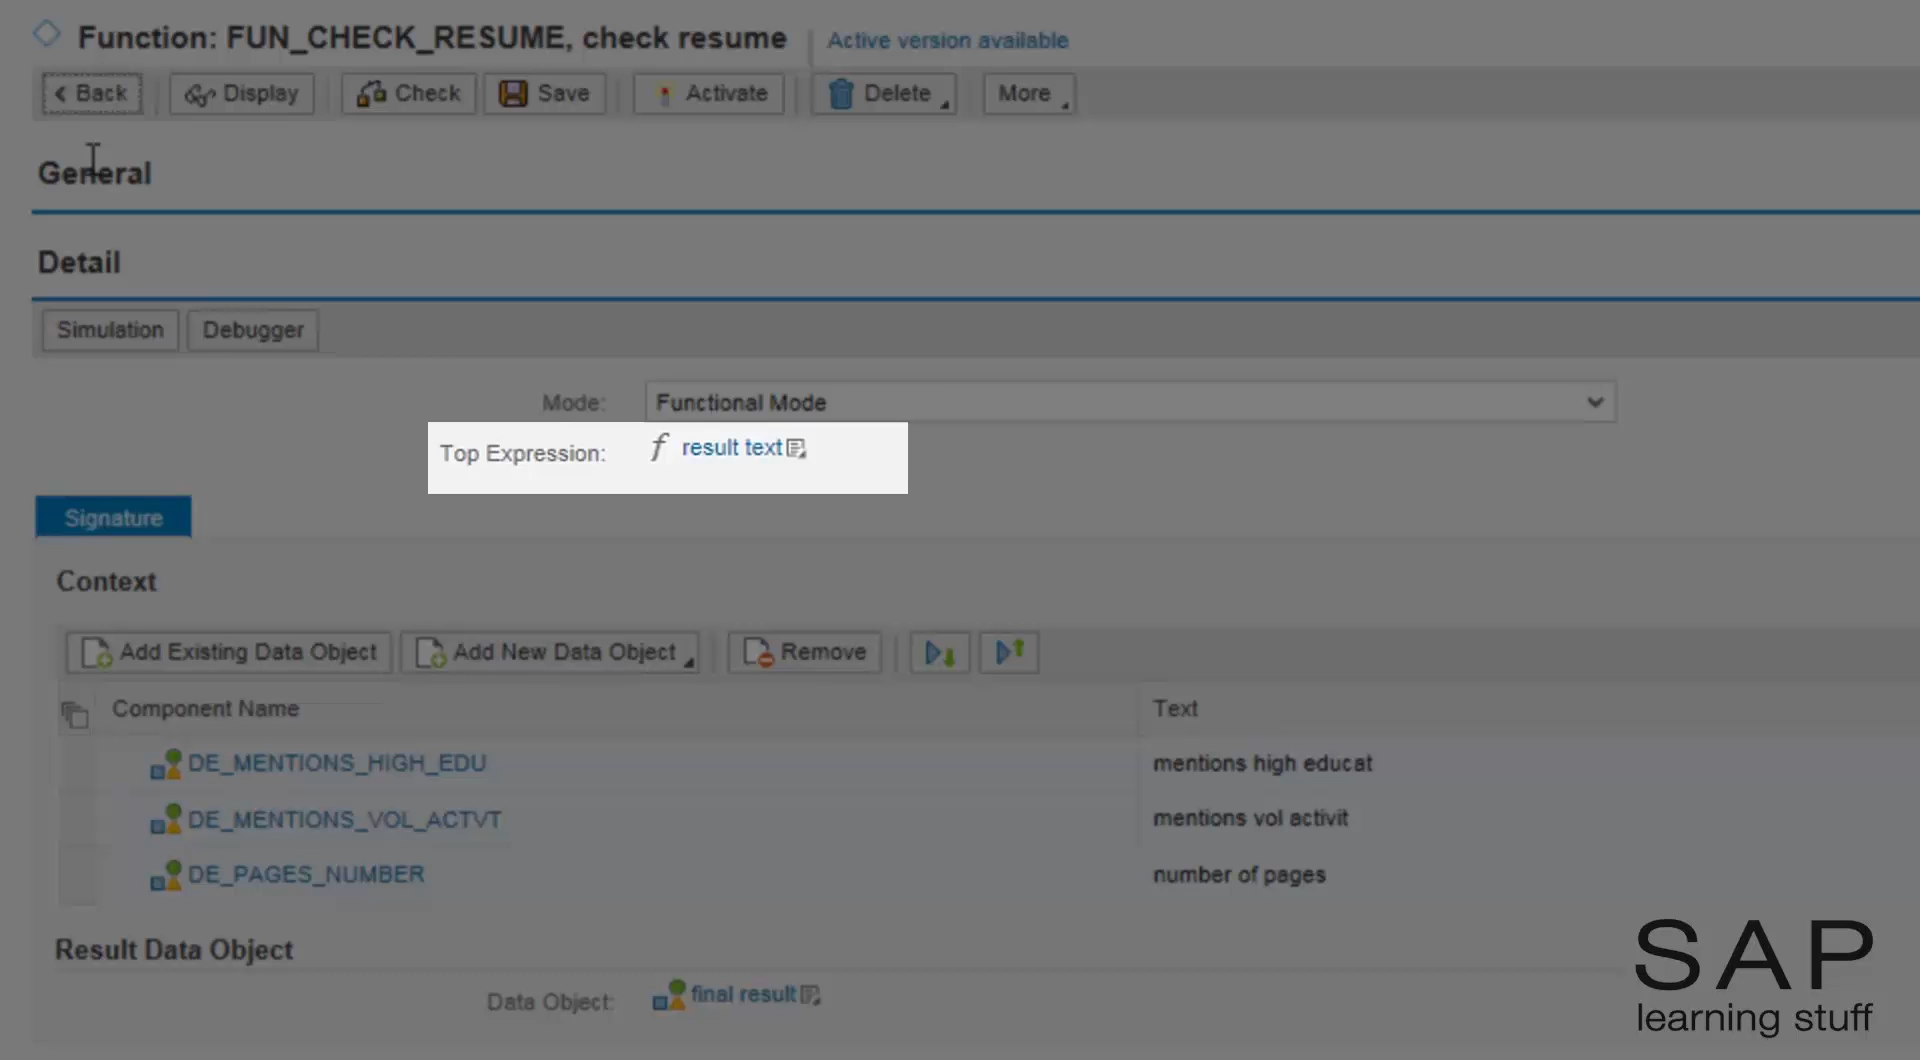 Function: FUN_CHECK_RESUME, check resume Active version available
< Back Display Check Save Activate Delete More
General
Detail
Simulation Debugger
Mode: Functional Mode
Top Expression: f result text
Signature
Context
Add Existing Data Object Add New Data Object Remove
Component Name Text
DE_MENTIONS_HIGH_EDU mentions high educat
DE_MENTIONS_VOL_ACTVT mentions vol activit
DE_PAGES_NUMBER number of pages
Result Data Object
Data Object: final result
SAP
learning stuff